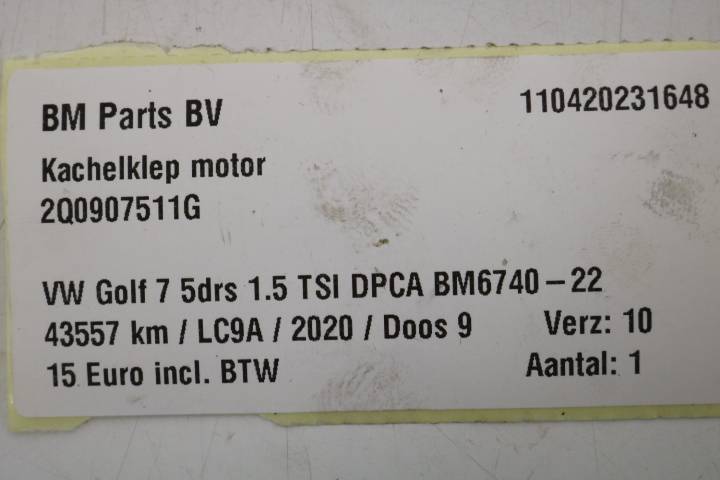 BM Parts BV 110420231648
Kachelklep motor
2Q0907511G
VW Golf 7 5drs 1.5 TSI DPCA BM6740-22
43557 km / LC9A / 2020 / Doos 9 Verz: 10
15 Euro incl. BTW Aantal: 1